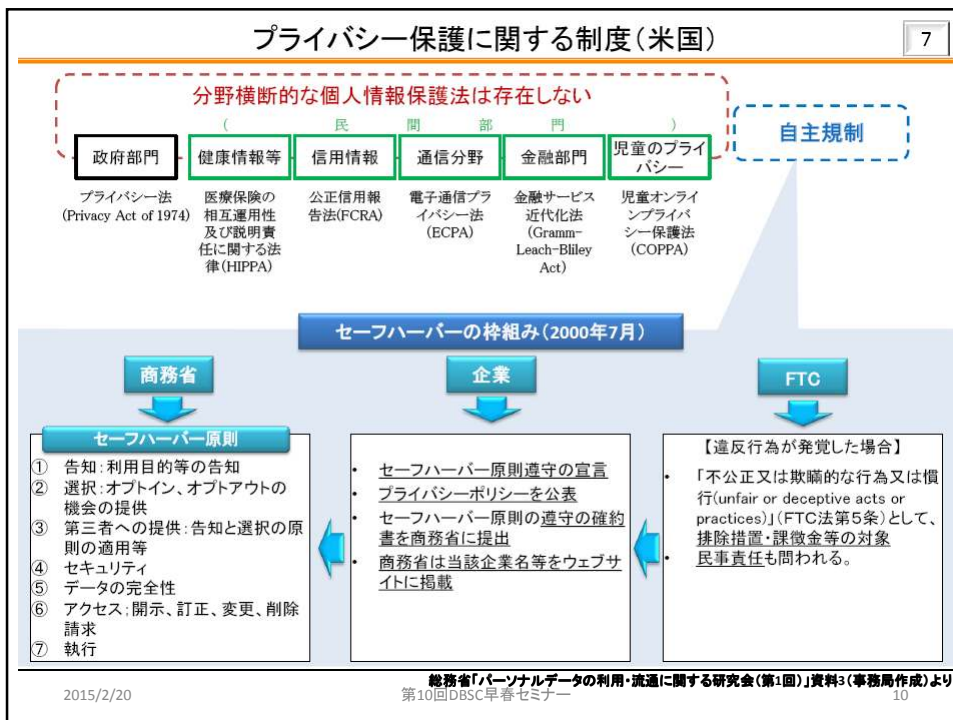 プライバシー保護に関する制度(米国)
7
分野横断的な個人情報保護法は存在しない
( 民 間 部 門 )
自主規制
政府部門
健康情報等
信用情報
通信分野
金融部門
児童のプライ
バシー
プライバシー法
(Privacy Act of 1974)
医療保険の
相互運用性
及び説明責
任に関する法
律(HIPPA)
公正信用報
告法(FCRA)
電子通信プラ
イバシー法
(ECPA)
金融サービス
近代化法
(Gramm-
Leach-Bliley
Act)
児童オンライ
ンプライバ
シー保護法
(COPPA)
セーフハーバーの枠組み(2000年7月)
商務省
セーフハーバー原則
① 告知:利用目的等の告知
② 選択:オプトイン、オプトアウトの
機会の提供
③ 第三者への提供:告知と選択の原
則の適用等
④ セキュリティ
⑤ データの完全性
⑥ アクセス;開示、訂正、変更、削除
請求
⑦ 執行
企業
• セーフハーバー原則遵守の宣言
• プライバシーポリシーを公表
• セーフハーバー原則の遵守の確約
書を商務省に提出
• 商務省は当該企業名等をウェブサ
イトに掲載
FTC
【違反行為が発覚した場合】
• 「不公正又は欺瞞的な行為又は慣
行(unfair or deceptive acts or
practices)」(FTC法第5条)として、
排除措置・課徴金等の対象
• 民事責任も問われる。
総務省「パーソナルデータの利用・流通に関する研究会(第1回)」資料3(事務局作成)より
2015/2/20
第10回DBSC早春セミナー
10